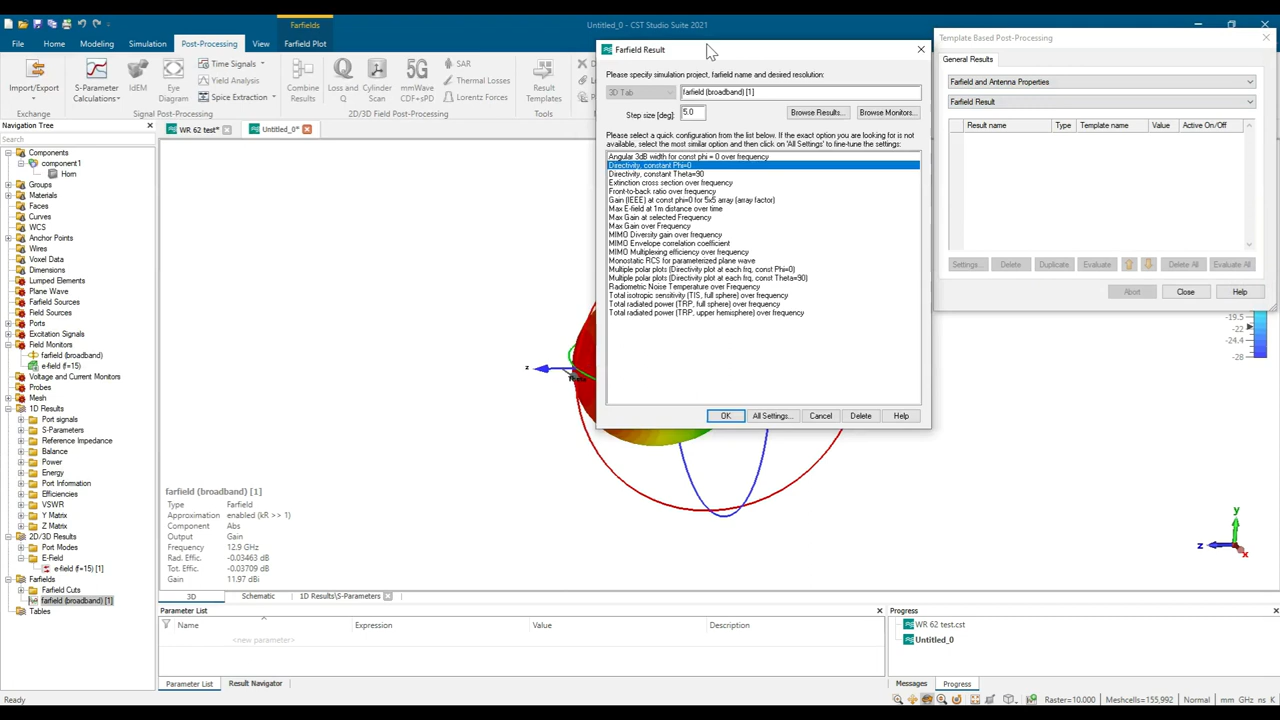 Farfields
Untitled_0 - CST Studio Suite 2021
File
Home
Modeling
Simulation
Post-Processing
View
Farfield Plot
Import/Export
Exchange
S-Parameter
Calculations
IdEM
Eye
Diagram
Time Signals
Yield Analysis
Spice Extraction
Signal Post-Processing
Combine
Results
Loss and
Q
Cylinder
Scan
mmWave
CDF+sPD
SAR
Thermal Losses
Lorentz Forces
2D/3D Field Post-Processing
Result
Templates
Tools
Navigation Tree
Search
Components
component1
Horn
Groups
Materials
Faces
Curves
WCS
Anchor Points
Wires
Voxel Data
Dimensions
Lumped Elements
Plane Wave
Farfield Sources
Field Sources
Ports
Excitation Signals
Field Monitors
farfield (broadband)
e-field (f=15)
Voltage and Current Monitors
Probes
Mesh
1D Results
Port signals
S-Parameters
Reference Impedance
Balance
Power
Energy
Port Information
Efficiencies
VSWR
Y Matrix
Z Matrix
2D/3D Results
Port Modes
E-Field
e-field (f=15) [1]
Farfields
Farfield Cuts
farfield (broadband) [1]
Tables
WR 62 test*
Untitled_0*
Farfield Result
Please specify simulation project, farfield name and desired resolution:
3D Tab
farfield (broadband) [1]
Step size [deg]:
5.0
Browse Results...
Browse Monitors...
Please select a quick configuration from the list below. If the exact option you are looking for is not
available, select the most similar option and then click on 'All Settings' to fine-tune the settings:
Angular 3dB width for const phi = 0 over frequency
Directivity, constant Phi=0
Directivity, constant Theta=90
Extinction cross section over frequency
Front-to-back ratio over frequency
Gain (IEEE) at const phi=0 for 5x5 array (array factor)
Max E-field at 1m distance over time
Max Gain at selected Frequency
Max Gain over Frequency
MIMO Diversity gain over frequency
MIMO Envelope correlation coefficient
MIMO Multiplexing efficiency over frequency
Monostatic RCS for parameterized plane wave
Multiple polar plots (Directivity plot at each frq, const Phi=0)
Multiple polar plots (Directivity plot at each frq, const Theta=90)
Radiometric Noise Temperature over Frequency
Total isotropic sensitivity (TIS, full sphere) over frequency
Total radiated power (TRP, full sphere) over frequency
Total radiated power (TRP, upper hemisphere) over frequency
OK
All Settings...
Cancel
Delete
Help
Template Based Post-Processing
General Results
Farfield and Antenna Properties
Farfield Result
Result name
Type
Template name
Value
Active On/Off
Settings...
Delete
Duplicate
Evaluate
Delete All
Evaluate All
Abort
Close
Help
-19.5
-22
-24.4
-28
z
farfield (broadband) [1]
Type Farfield
Approximation enabled (kR >> 1)
Component Abs
Output Gain
Frequency 12.9 GHz
Rad. Effic. -0.03463 dB
Tot. Effic. -0.03709 dB
Gain 11.97 dBi
y
z
x
3D
Schematic
1D Results\S-Parameters
Parameter List
Name
Expression
Value
Description
<new parameter>
Parameter List
Result Navigator
Progress
WR 62 test.cst
Untitled_0
Messages
Progress
Ready
Raster=10.000
Meshcells=155,992
Normal
mm GHz ns K